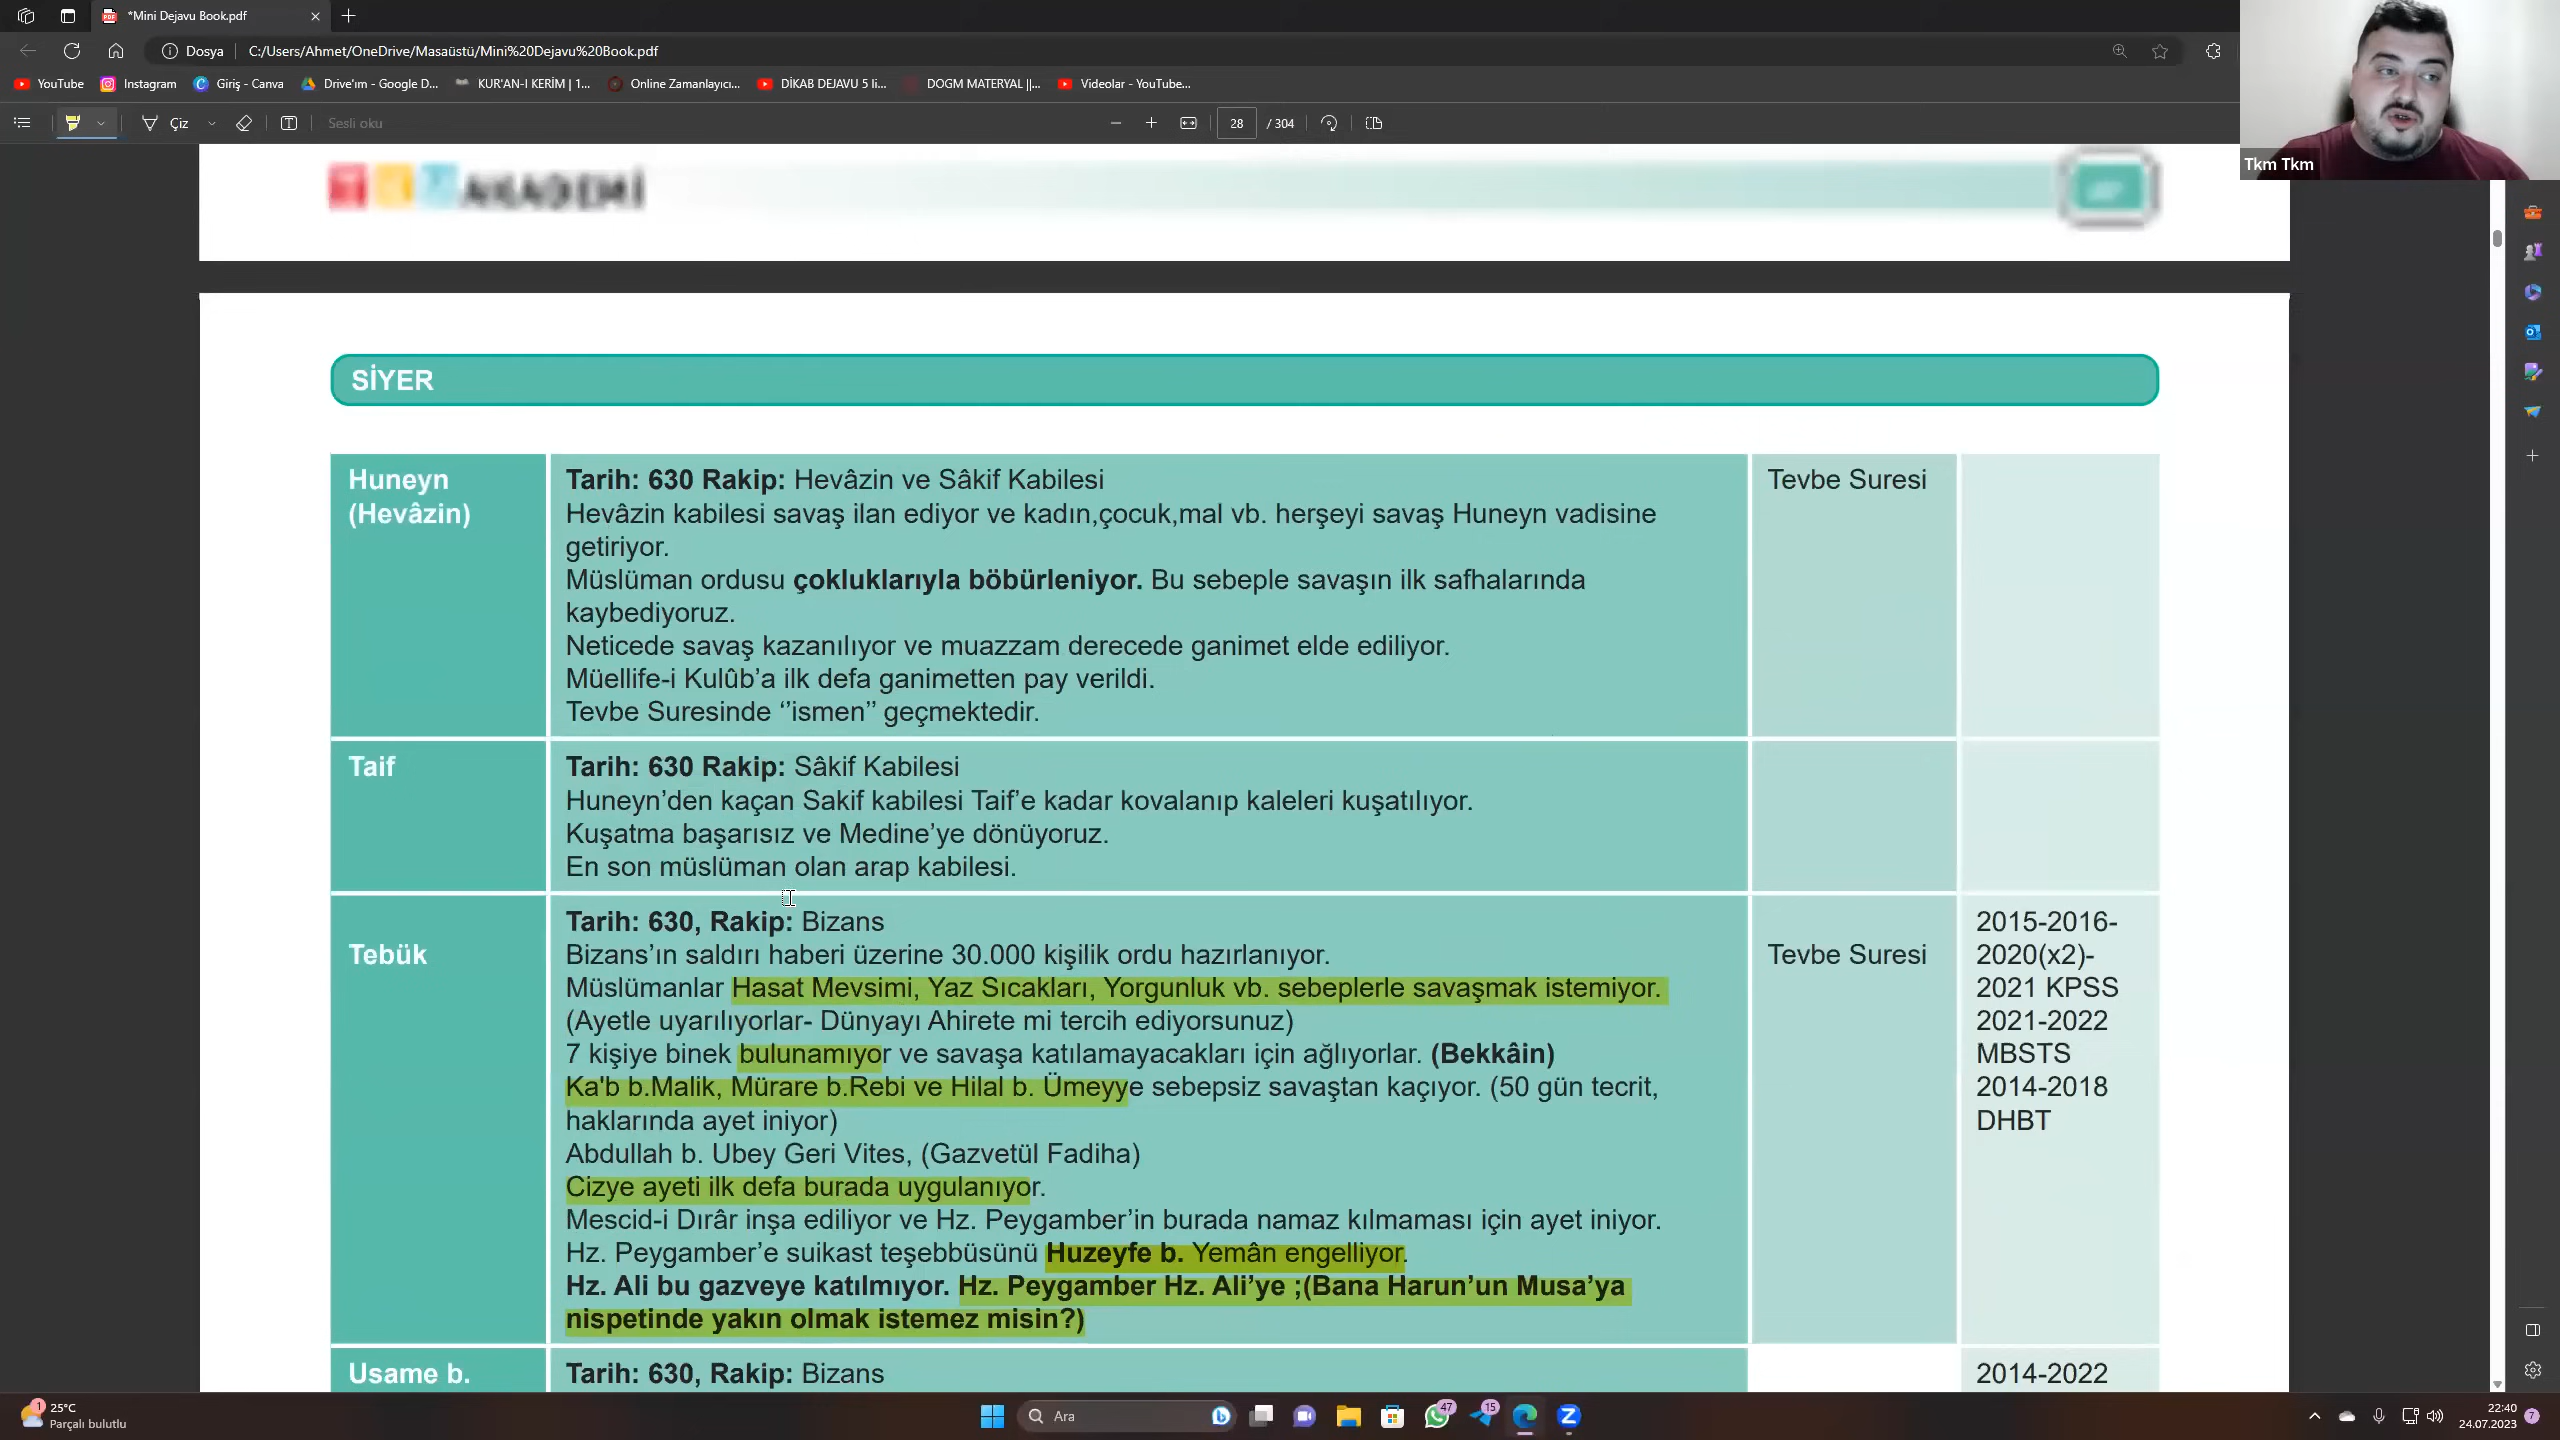 *Mini Dejavu Book.pdf
Dosya C:/Users/Ahmet/OneDrive/Masaüstü/Mini%20Dejavu%20Book.pdf
YouTube Instagram Giriş - Canva Drive'ım - Google D... KUR'AN-I KERİM | 1... Online Zamanlayıcı... DİKAB DEJAVU 5 li... DOGM MATERYAL ||... Videolar - YouTube...
Çiz Sesli oku 28 / 304
Tkm Tkm
AKADEMİ
SİYER
Huneyn
(Hevâzin)
Tarih: 630 Rakip: Hevâzin ve Sâkif Kabilesi
Hevâzin kabilesi savaş ilan ediyor ve kadın,çocuk,mal vb. herşeyi savaş Huneyn vadisine
getiriyor.
Müslüman ordusu çokluklarıyla böbürleniyor. Bu sebeple savaşın ilk safhalarında
kaybediyoruz.
Neticede savaş kazanılıyor ve muazzam derecede ganimet elde ediliyor.
Müellife-i Kulûb’a ilk defa ganimetten pay verildi.
Tevbe Suresinde ‘’ismen’’ geçmektedir.
Tevbe Suresi
Taif
Tarih: 630 Rakip: Sâkif Kabilesi
Huneyn’den kaçan Sakif kabilesi Taif’e kadar kovalanıp kaleleri kuşatılıyor.
Kuşatma başarısız ve Medine’ye dönüyoruz.
En son müslüman olan arap kabilesi.
Tebük
Tarih: 630, Rakip: Bizans
Bizans’ın saldırı haberi üzerine 30.000 kişilik ordu hazırlanıyor.
Müslümanlar Hasat Mevsimi, Yaz Sıcakları, Yorgunluk vb. sebeplerle savaşmak istemiyor.
(Ayetle uyarılıyorlar- Dünyayı Ahirete mi tercih ediyorsunuz)
7 kişiye binek bulunamıyor ve savaşa katılamayacakları için ağlıyorlar. (Bekkâin)
Ka'b b.Malik, Mürare b.Rebi ve Hilal b. Ümeyye sebepsiz savaştan kaçıyor. (50 gün tecrit,
haklarında ayet iniyor)
Abdullah b. Ubey Geri Vites, (Gazvetül Fadiha)
Cizye ayeti ilk defa burada uygulanıyor.
Mescid-i Dırâr inşa ediliyor ve Hz. Peygamber’in burada namaz kılmaması için ayet iniyor.
Hz. Peygamber’e suikast teşebbüsünü Huzeyfe b. Yemân engelliyor.
Hz. Ali bu gazveye katılmıyor. Hz. Peygamber Hz. Ali’ye ;(Bana Harun’un Musa’ya
nispetinde yakın olmak istemez misin?)
Tevbe Suresi
2015-2016-
2020(x2)-
2021 KPSS
2021-2022
MBSTS
2014-2018
DHBT
Usame b.
Tarih: 630, Rakip: Bizans
2014-2022
1
25°C
Parçalı bulutlu
Ara
47
15
22:40
24.07.2023
7